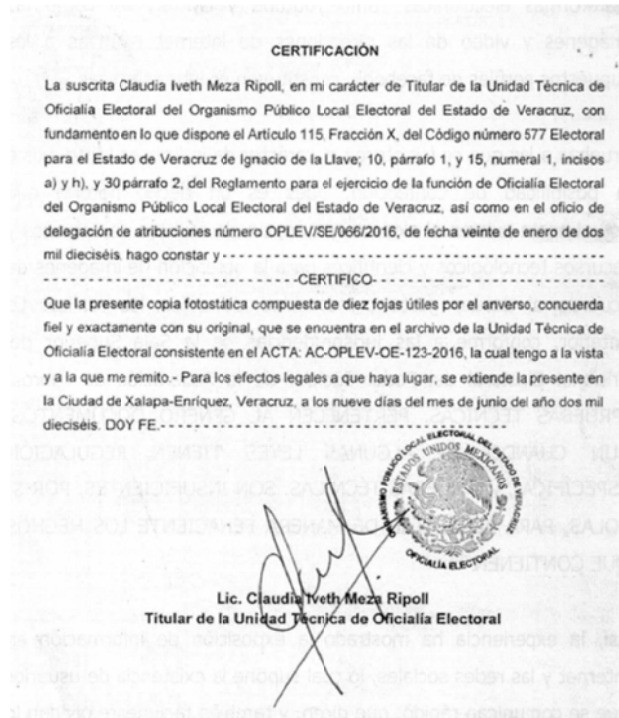 CERTIFICACIÓN
La suscrita Claudia Iveth Meza Ripoll, en mi carácter de Titular de la Unidad Técnica de
Oficialía Electoral del Organismo Público Local Electoral del Estado de Veracruz, con
fundamento en lo que dispone el Artículo 115, Fracción X, del Código número 577 Electoral
para el Estado de Veracruz de Ignacio de la Llave; 10, párrafo 1, y 15, numeral 1, incisos
a) y h), y 30 párrafo 2, del Reglamento para el ejercicio de la función de Oficialía Electoral
del Organismo Público Local Electoral del Estado de Veracruz, así como en el oficio de
delegación de atribuciones número OPLEV/SE/066/2016, de fecha veinte de enero de dos
mil dieciséis, hago constar y - - - - - - - - - - - - - - - - - - - - - - - - - - - - - - - - - - - - - - - - - - - - -
- - - - - - - - - - - - - - - - - - - - - - - - - - -CERTIFICO- - - - - - - - - - - - - - - - - - - - - - - - - - - - - -
Que la presente copia fotostática compuesta de diez fojas útiles por el anverso, concuerda
fiel y exactamente con su original, que se encuentra en el archivo de la Unidad Técnica de
Oficialía Electoral consistente en el ACTA: AC-OPLEV-OE-123-2016, la cual tengo a la vista
y a la que me remito - Para los efectos legales a que haya lugar, se extiende la presente en
la Ciudad de Xalapa-Enríquez, Veracruz, a los nueve días del mes de junio del año dos mil
dieciséis. DOY FE.- - - - - - - - - - - - - - - - - - - - - - - - - - - - - - - - - - - - - - - - - - - - - - - - - -
ORGANISMO PÚBLICO LOCAL ELECTORAL DEL ESTADO DE VERACRUZ
ESTADOS UNIDOS MEXICANOS
OFICIALÍA ELECTORAL
Lic. Claudia Iveth Meza Ripoll
Titular de la Unidad Técnica de Oficialía Electoral